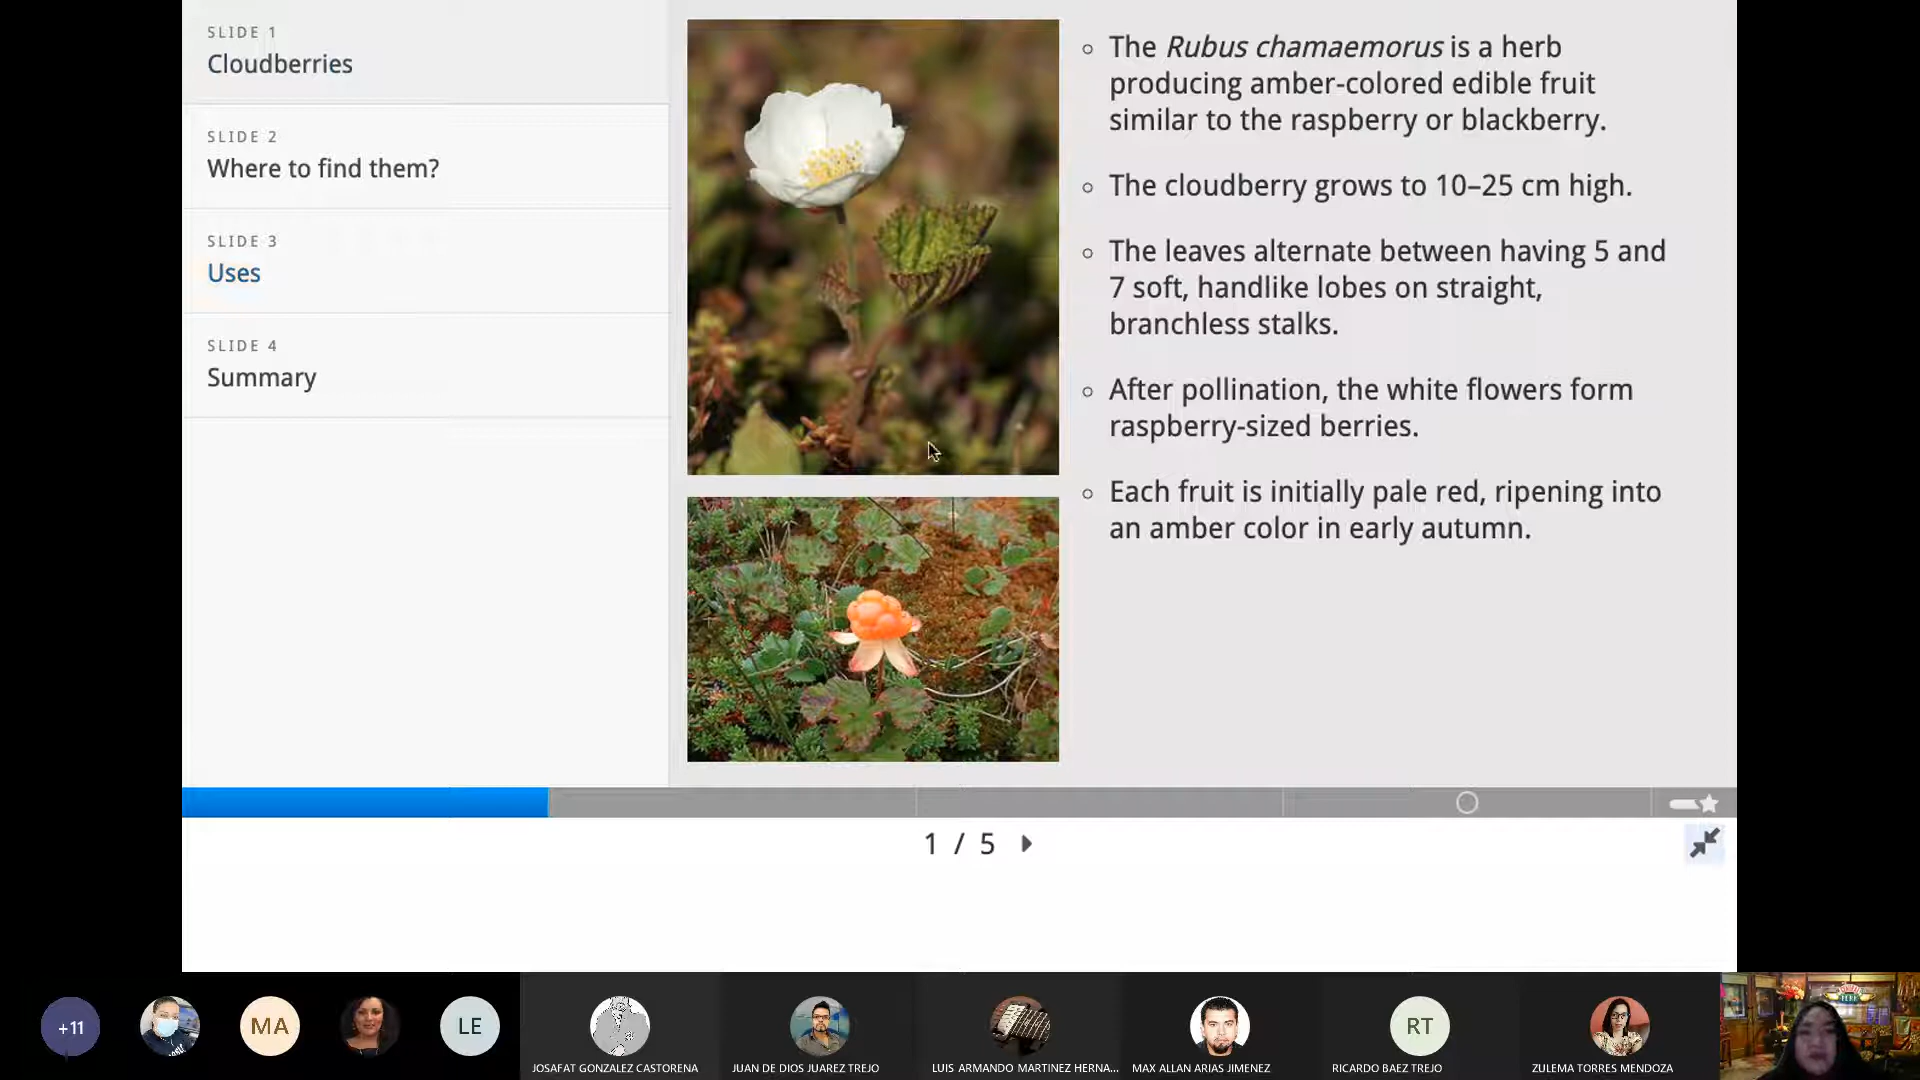 SLIDE 1
Cloudberries
SLIDE 2
Where to find them?
SLIDE 3
Uses
SLIDE 4
Summary
The Rubus chamaemorus is a herb
producing amber-colored edible fruit
similar to the raspberry or blackberry.
The cloudberry grows to 10–25 cm high.
The leaves alternate between having 5 and
7 soft, handlike lobes on straight,
branchless stalks.
After pollination, the white flowers form
raspberry-sized berries.
Each fruit is initially pale red, ripening into
an amber color in early autumn.
1 / 5
+11
MA
LE
RT
JOSAFAT GONZALEZ CASTORENA
JUAN DE DIOS JUAREZ TREJO
LUIS ARMANDO MARTINEZ HERNA...
MAX ALLAN ARIAS JIMENEZ
RICARDO BAEZ TREJO
ZULEMA TORRES MENDOZA